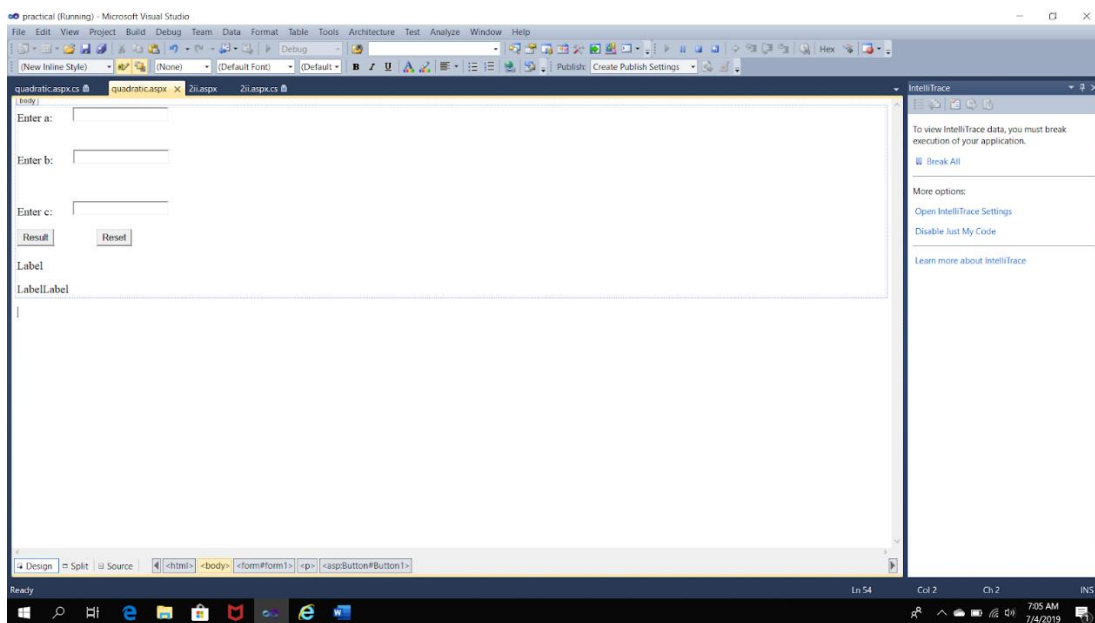 practical (Running) - Microsoft Visual Studio
File Edit View Project Build Debug Team Data Format Table Tools Architecture Test Analyze Window Help
Debug Hex
(New Inline Style) (None) (Default Font) (Default B I U A Publish: Create Publish Settings
quadratic.aspx.cs quadratic.aspx 2ii.aspx 2ii.aspx.cs
body
Enter a:
Enter b:
Enter c:
Result Reset
Label
LabelLabel
IntelliTrace
To view IntelliTrace data, you must break
execution of your application.
Break All
More options:
Open IntelliTrace Settings
Disable Just My Code
Learn more about IntelliTrace
Design Split Source <html> <body> <form#form1> <p> <asp:Button#Button1>
Ready Ln 54 Col 2 Ch 2 INS
7:05 AM
7/4/2019